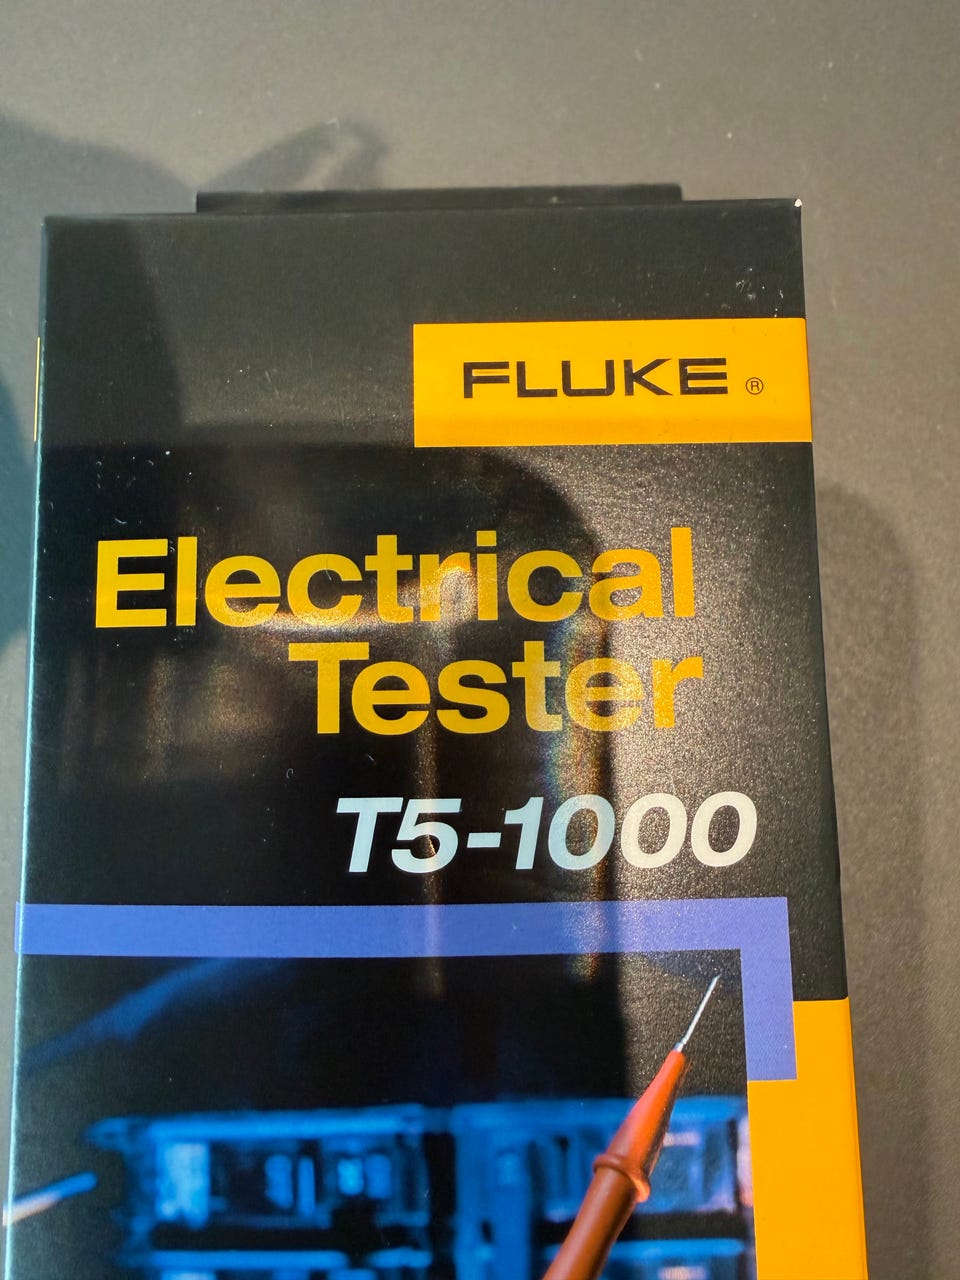 FLUKE ®
Electrical
Tester
T5-1000